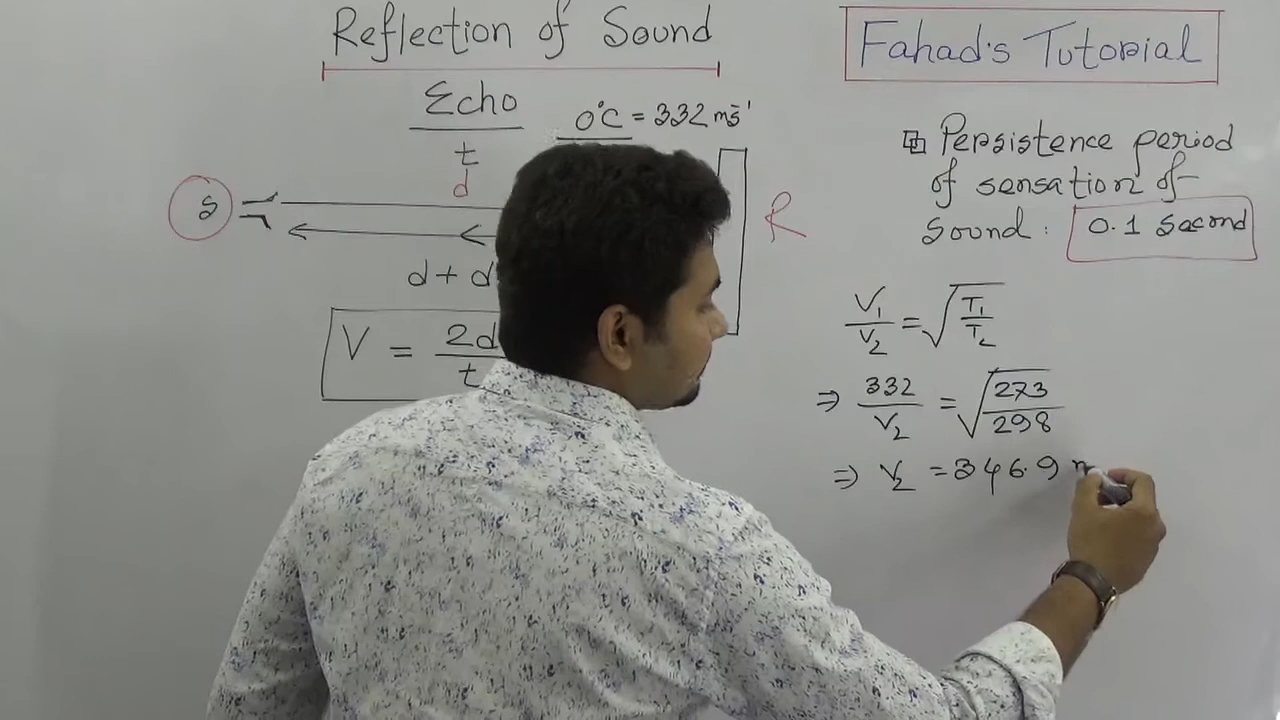 Reflection of Sound
Fahad's Tutorial
Echo
0°C = 332 ms⁻¹
t
d
S
R
d + d
V = 2d/t
Persistence period
of sensation of
sound: 0.1 second
V₁/V₂ = √(T₁/T₂)
⇒ 332/V₂ = √(273/298)
⇒ V₂ = 346.9 m